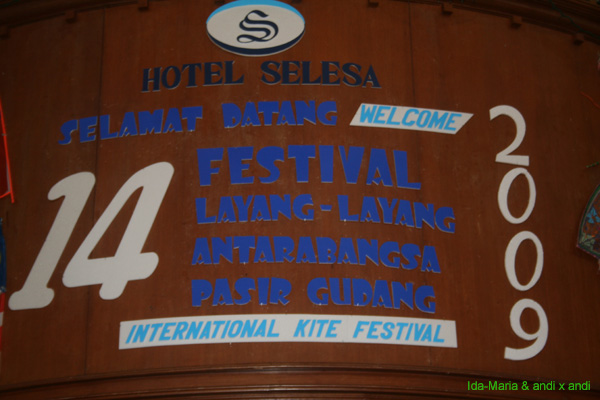 S
HOTEL SELESA
SELAMAT DATANG WELCOME
14 FESTIVAL
LAYANG-LAYANG
ANTARABANGSA
PASIR GUDANG
INTERNATIONAL KITE FESTIVAL
2009
Ida-Maria & andi x andi